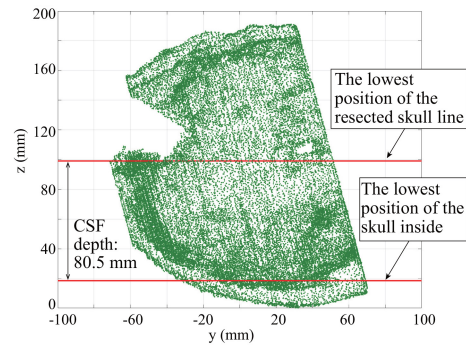 200
160
120
80
40
0
z (mm)
The lowest
position of the
resected skull line
The lowest
position of the
skull inside
CSF
depth:
80.5 mm
-100 -60 -20 20 60 100
y (mm)